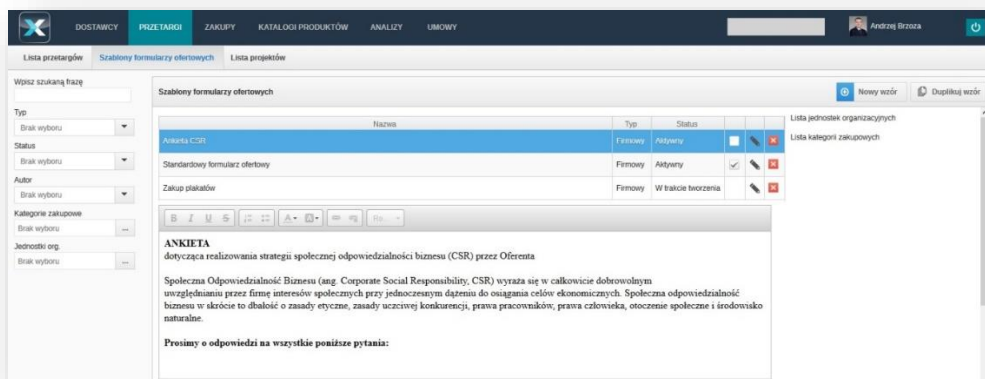 DOSTAWCY PRZETARGI ZAKUPY KATALOGI PRODUKTÓW ANALIZY UMOWY Andrzej Brzoza
Lista przetargów Szablony formularzy ofertowych Lista projektów
Wpisz szukaną frazę
Typ
Brak wyboru
Status
Brak wyboru
Autor
Brak wyboru
Kategorie zakupowe
Brak wyboru ...
Jednostki org.
Brak wyboru ...
Szablony formularzy ofertowych Nowy wzór Duplikuj wzór
Nazwa Typ Status
Ankieta CSR Firmowy Aktywny
Standardowy formularz ofertowy Firmowy Aktywny
Zakup plakatów Firmowy W trakcie tworzenia
Lista jednostek organizacyjnych
Lista kategorii zakupowych
B I U S A
ANKIETA
dotycząca realizowania strategii społecznej odpowiedzialności biznesu (CSR) przez Oferenta
Społeczna Odpowiedzialność Biznesu (ang. Corporate Social Responsibility, CSR) wyraża się w całkowicie dobrowolnym
uwzględnianiu przez firmę interesów społecznych przy jednoczesnym dążeniu do osiągania celów ekonomicznych. Społeczna odpowiedzialność
biznesu w skrócie to dbałość o zasady etyczne, zasady uczciwej konkurencji, prawa pracowników, prawa człowieka, otoczenie społeczne i środowisko
naturalne.
Prosimy o odpowiedzi na wszystkie poniższe pytania: